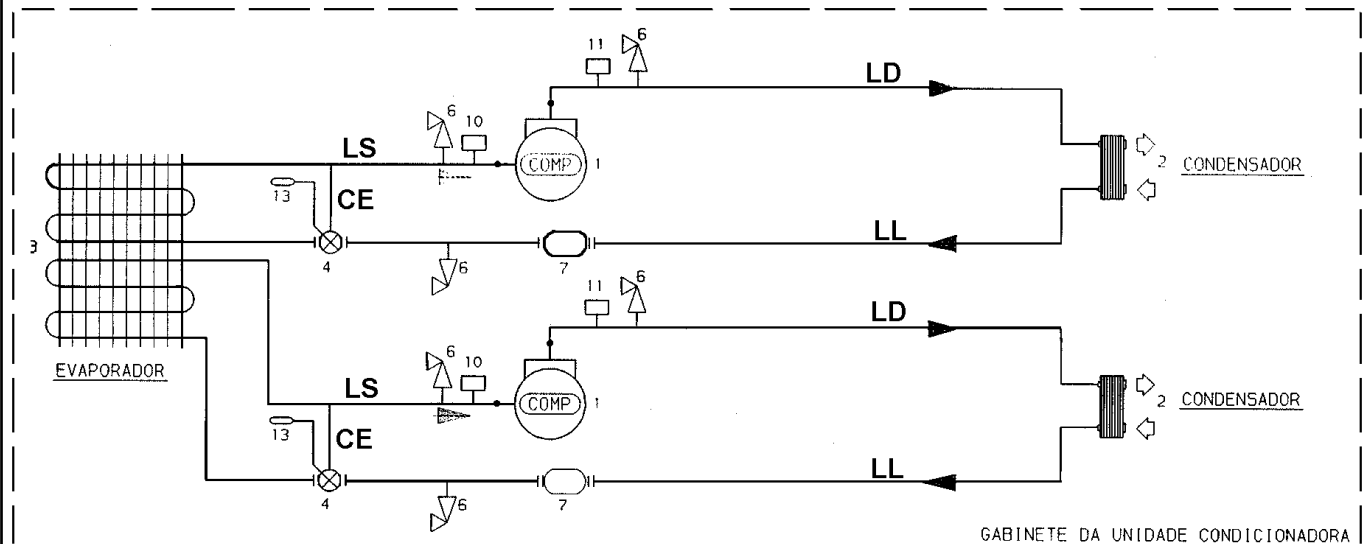 11
6
LD
6
10
LS
COMP
1
2
CONDENSADOR
13
CE
LL
3
4
6
7
11
6
LD
EVAPORADOR
6
10
LS
COMP
1
2
CONDENSADOR
13
CE
LL
4
6
7
GABINETE DA UNIDADE CONDICIONADORA